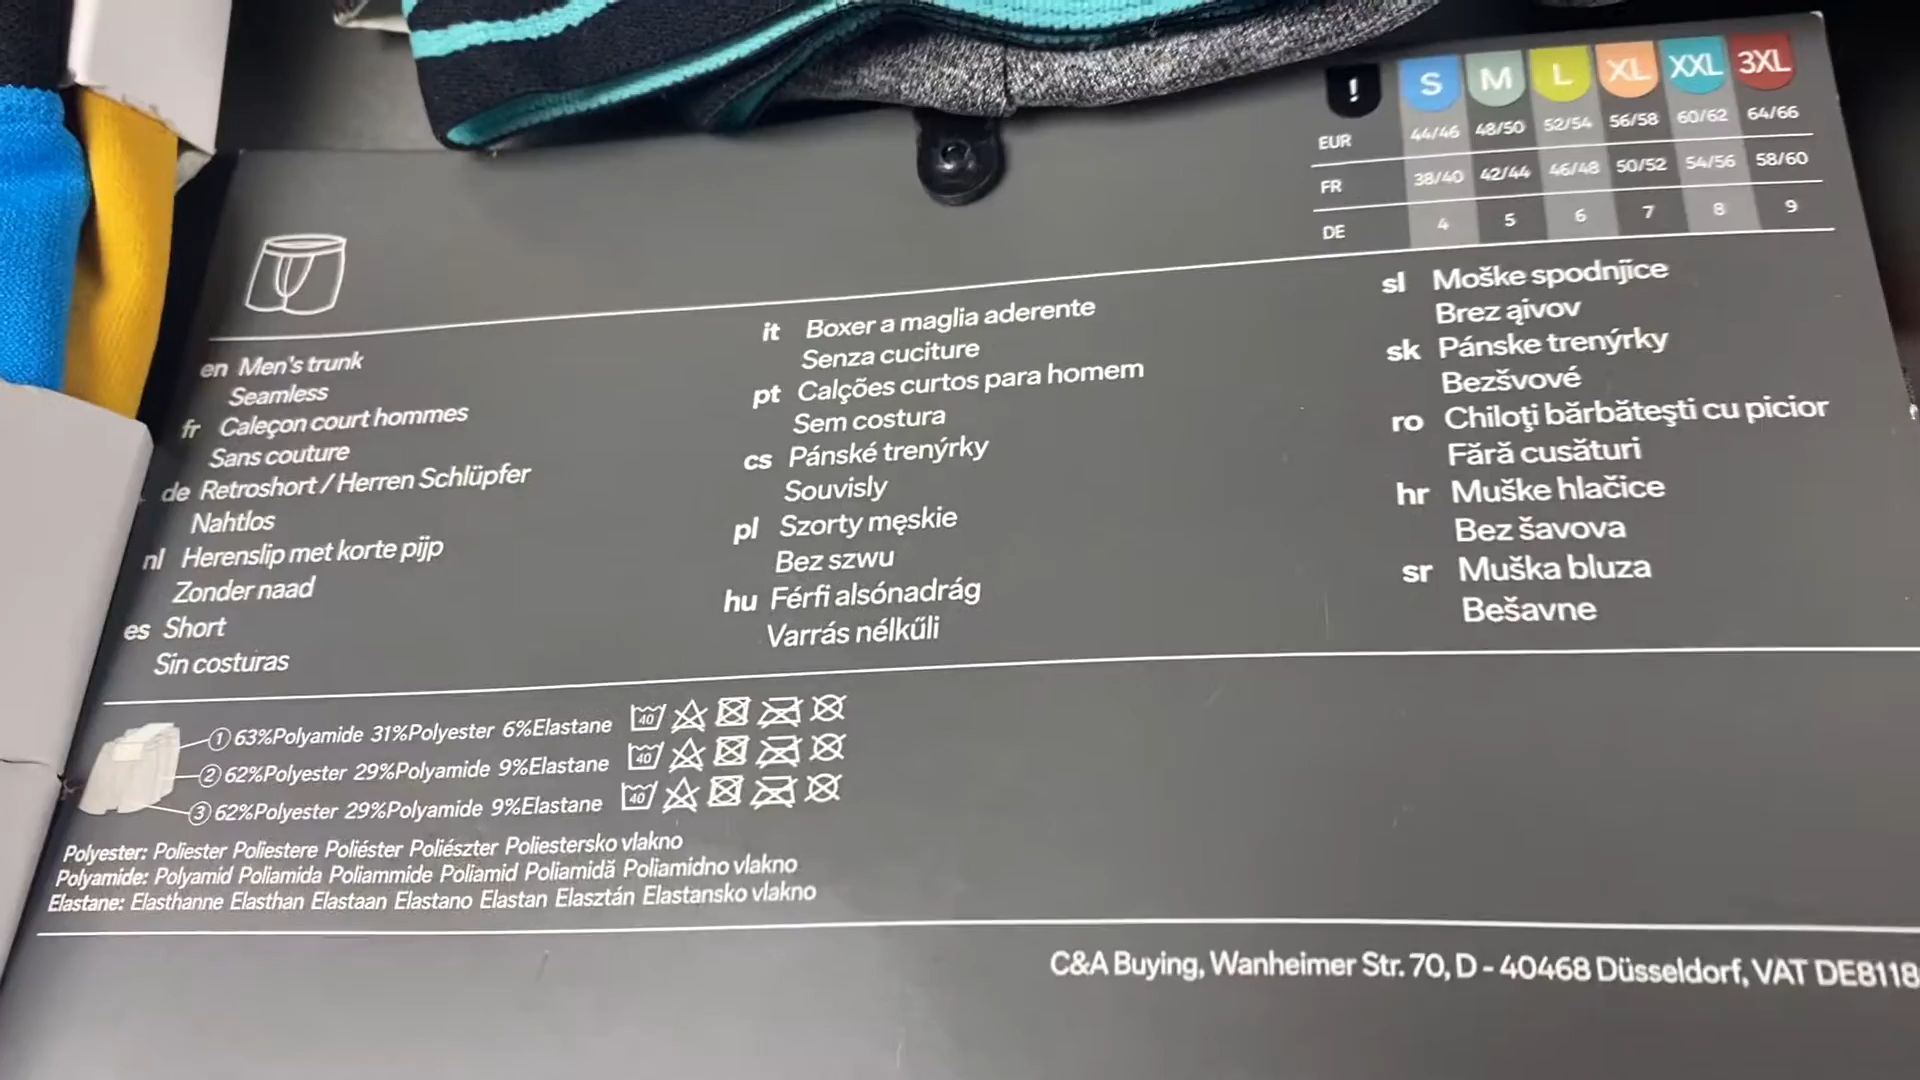 ! S M L XL XXL 3XL
EUR 44/46 48/50 52/54 56/58 60/62 64/66
FR 38/40 42/44 46/48 50/52 54/56 58/60
DE 4 5 6 7 8 9
en Men's trunk
Seamless
fr Caleçon court hommes
Sans couture
de Retroshort / Herren Schlüpfer
Nahtlos
nl Herenslip met korte pijp
Zonder naad
es Short
Sin costuras
it Boxer a maglia aderente
Senza cuciture
pt Calções curtos para homem
Sem costura
cs Pánské trenýrky
Souvisly
pl Szorty męskie
Bez szwu
hu Férfi alsónadrág
Varrás nélkűli
sl Moške spodnjice
Brez ąivov
sk Pánske trenýrky
Bezšvové
ro Chiloţi bărbăteşti cu picior
Fără cusături
hr Muške hlačice
Bez šavova
sr Muška bluza
Bešavne
1 63%Polyamide 31%Polyester 6%Elastane 40
2 62%Polyester 29%Polyamide 9%Elastane 40
3 62%Polyester 29%Polyamide 9%Elastane 40
Polyester: Poliester Poliestere Poliéster Poliészter Poliestersko vlakno
Polyamide: Polyamid Poliamida Poliammide Poliamid Poliamidă Poliamidno vlakno
Elastane: Elasthanne Elasthan Elastaan Elastano Elastan Elasztán Elastansko vlakno
C&A Buying, Wanheimer Str. 70, D - 40468 Düsseldorf, VAT DE8118